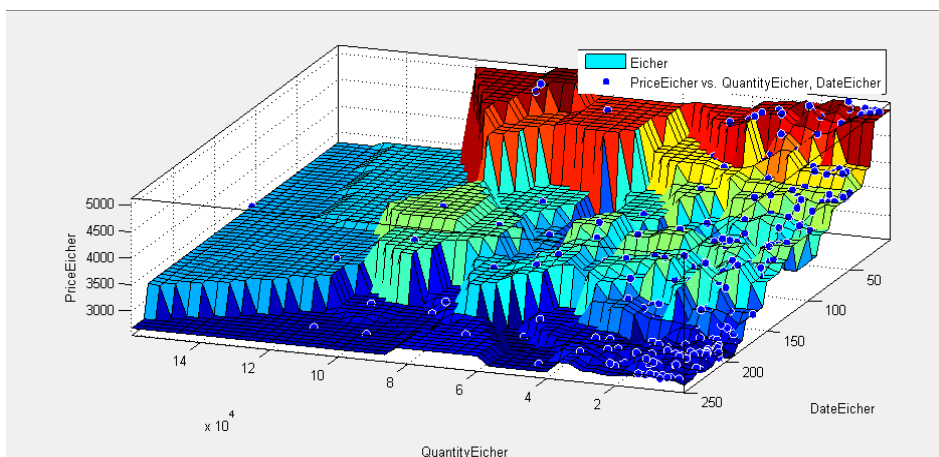 Eicher
PriceEicher vs. QuantityEicher, DateEicher
5000
4500
4000
3500
3000
PriceEicher
14
12
10
8
6
4
2
x 10^4
QuantityEicher
50
100
150
200
250
DateEicher